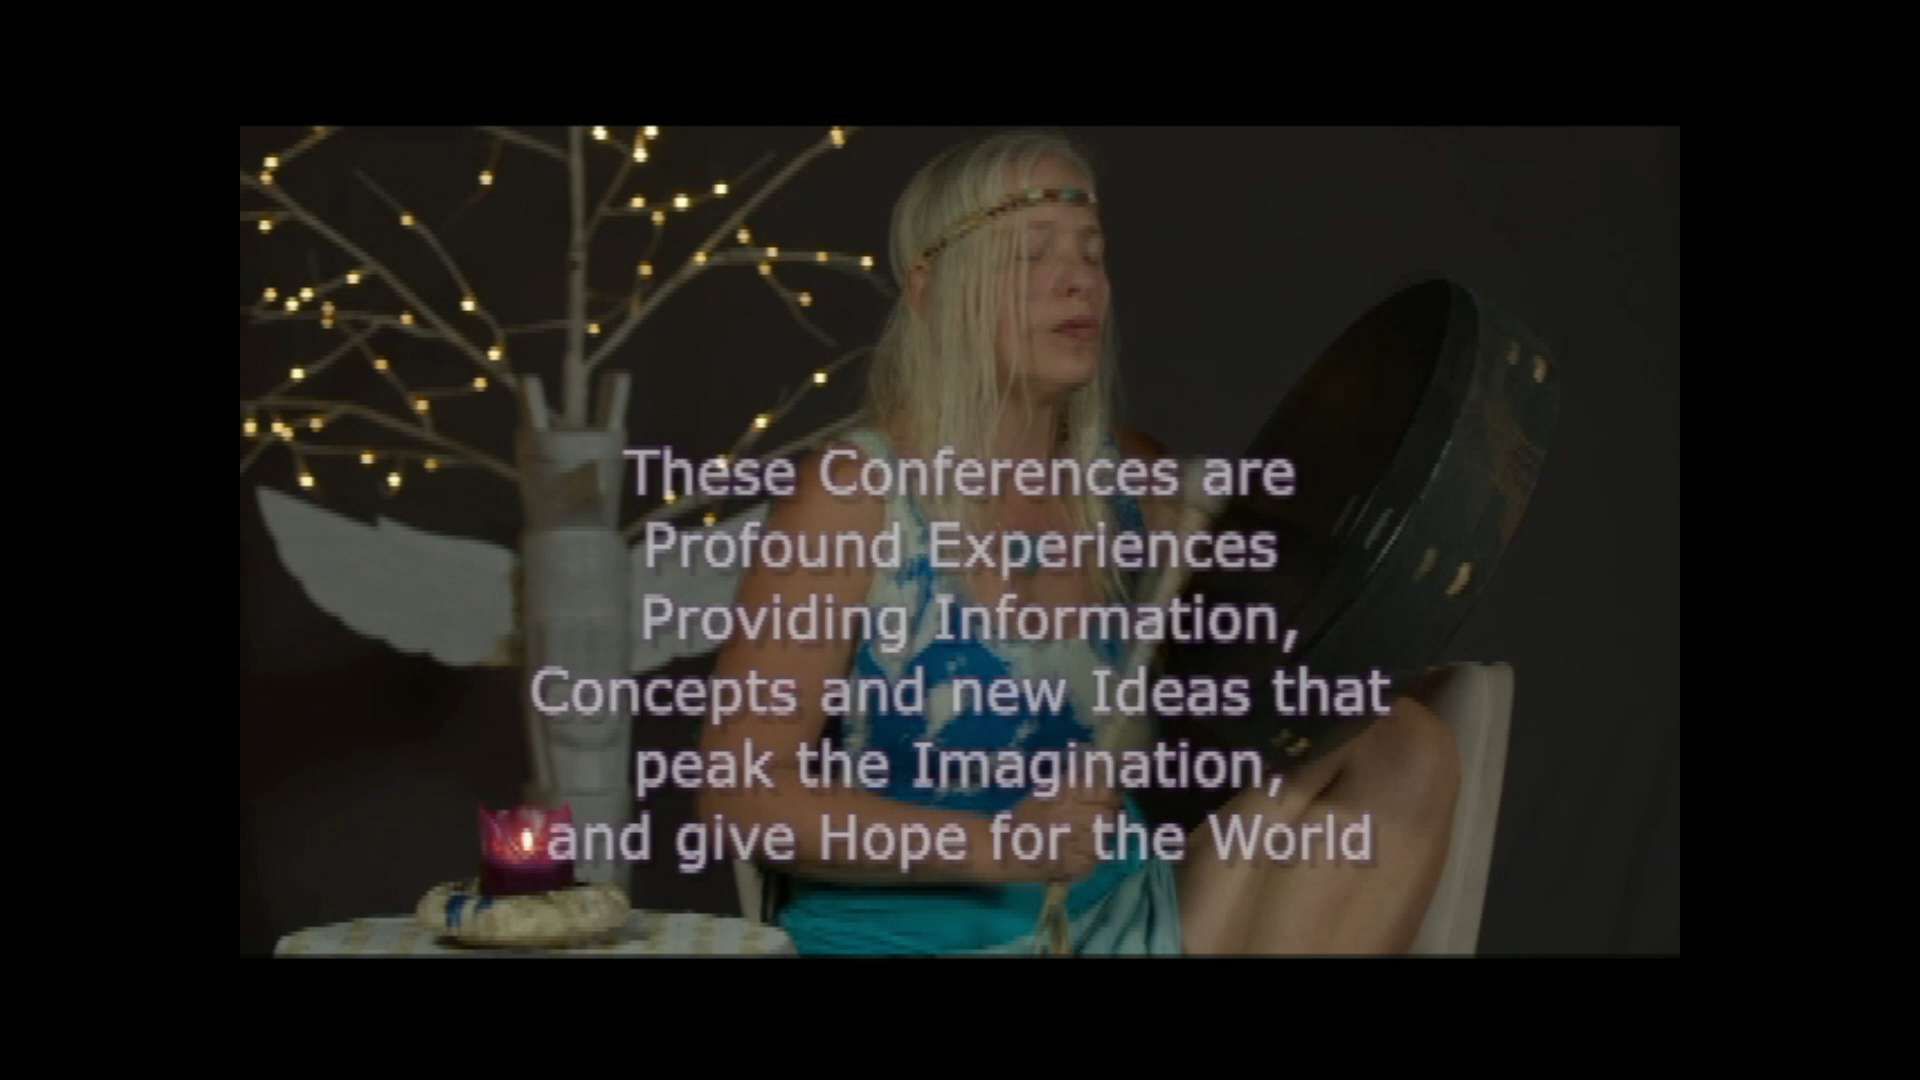 These Conferences are
Profound Experiences
Providing Information,
Concepts and new Ideas that
peak the Imagination,
and give Hope for the World